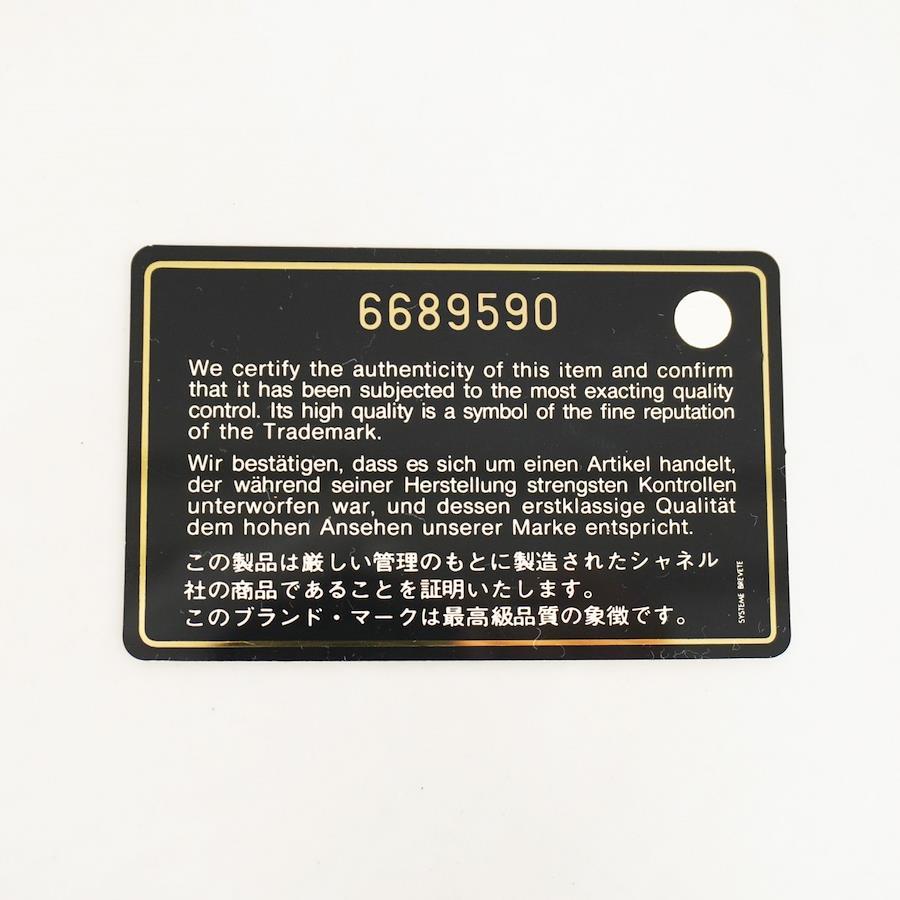 6689590
We certify the authenticity of this item and confirm
that it has been subjected to the most exacting quality
control. Its high quality is a symbol of the fine reputation
of the Trademark.
Wir bestätigen, dass es sich um einen Artikel handelt,
der während seiner Herstellung strengsten Kontrollen
unterworfen war, und dessen erstklassige Qualität
dem hohen Ansehen unserer Marke entspricht.
この製品は厳しい管理のもとに製造されたシャネル
社の商品であることを証明いたします。
このブランド・マークは最高級品質の象徴です。
SYSTEME BREVETE